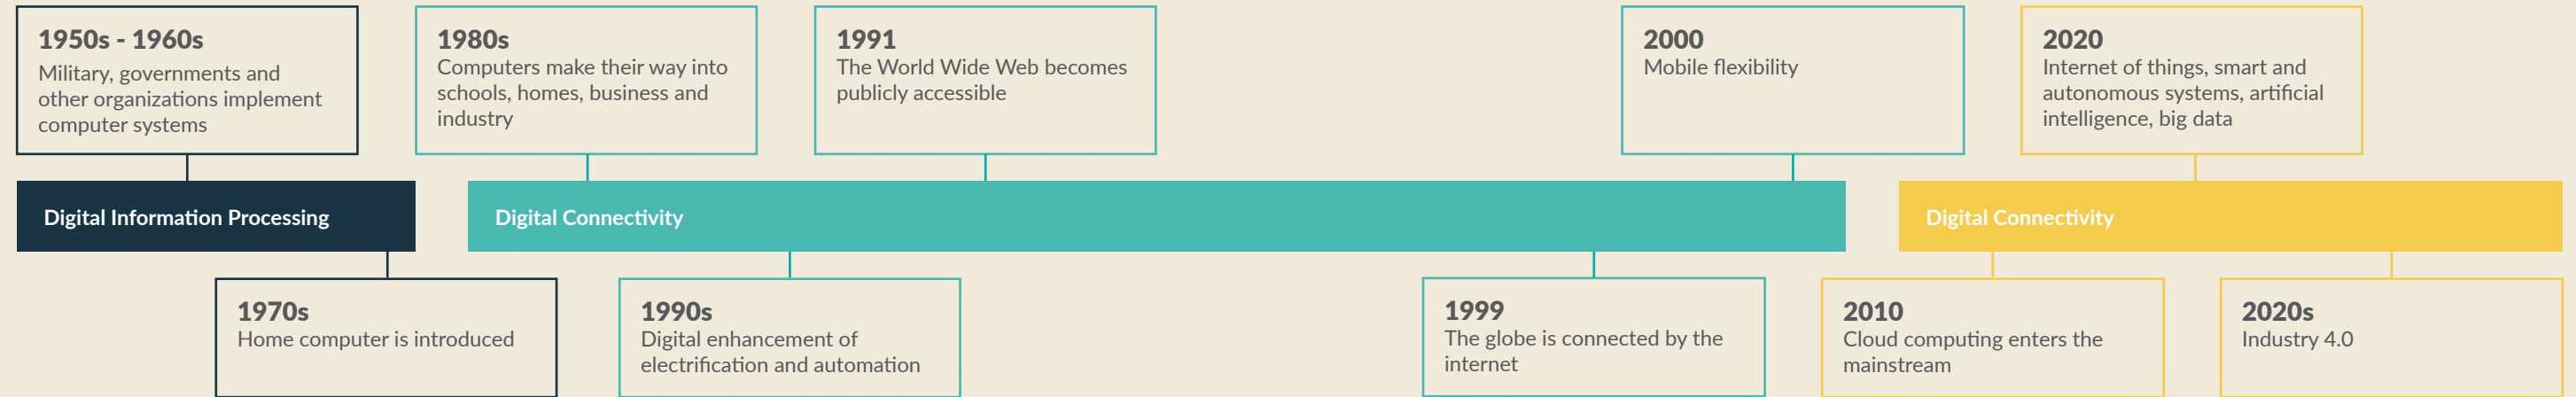 1950s - 1960s
Military, governments and
other organizations implement
computer systems
1980s
Computers make their way into
schools, homes, business and
industry
1991
The World Wide Web becomes
publicly accessible
2000
Mobile flexibility
2020
Internet of things, smart and
autonomous systems, artificial
intelligence, big data
Digital Information Processing
Digital Connectivity
Digital Connectivity
1970s
Home computer is introduced
1990s
Digital enhancement of
electrification and automation
1999
The globe is connected by the
internet
2010
Cloud computing enters the
mainstream
2020s
Industry 4.0